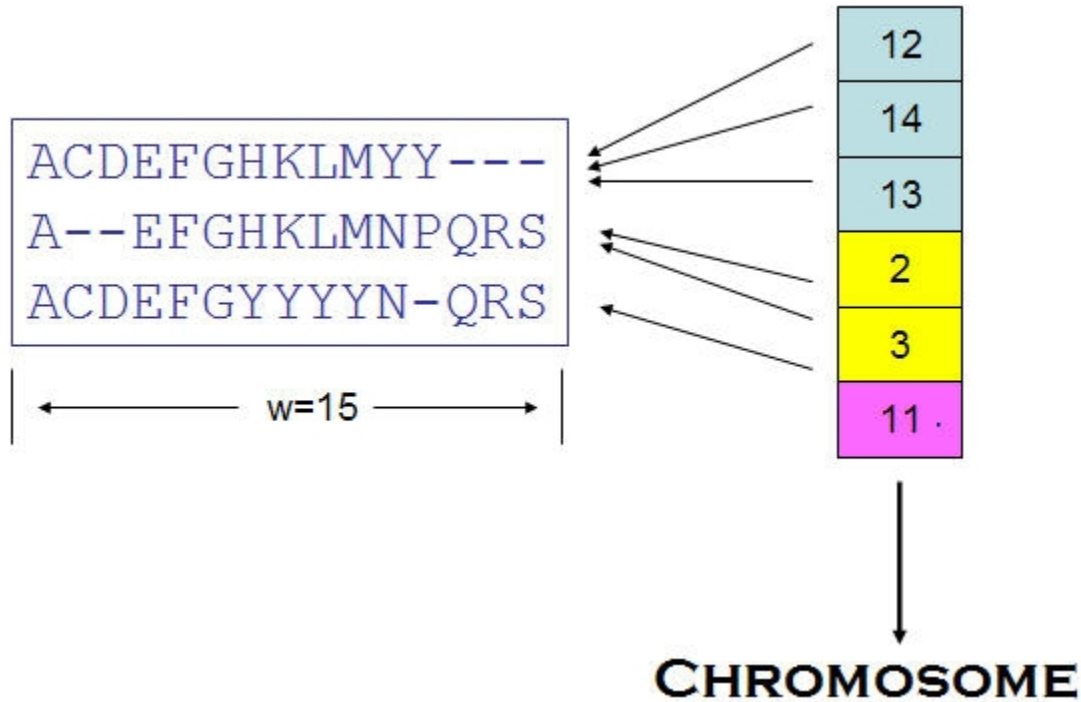 ACDEFGHKLMYY---
A--EFGHKLMNPQRS
ACDEFGYYYYN-QRS
w=15
12
14
13
2
3
11
CHROMOSOME